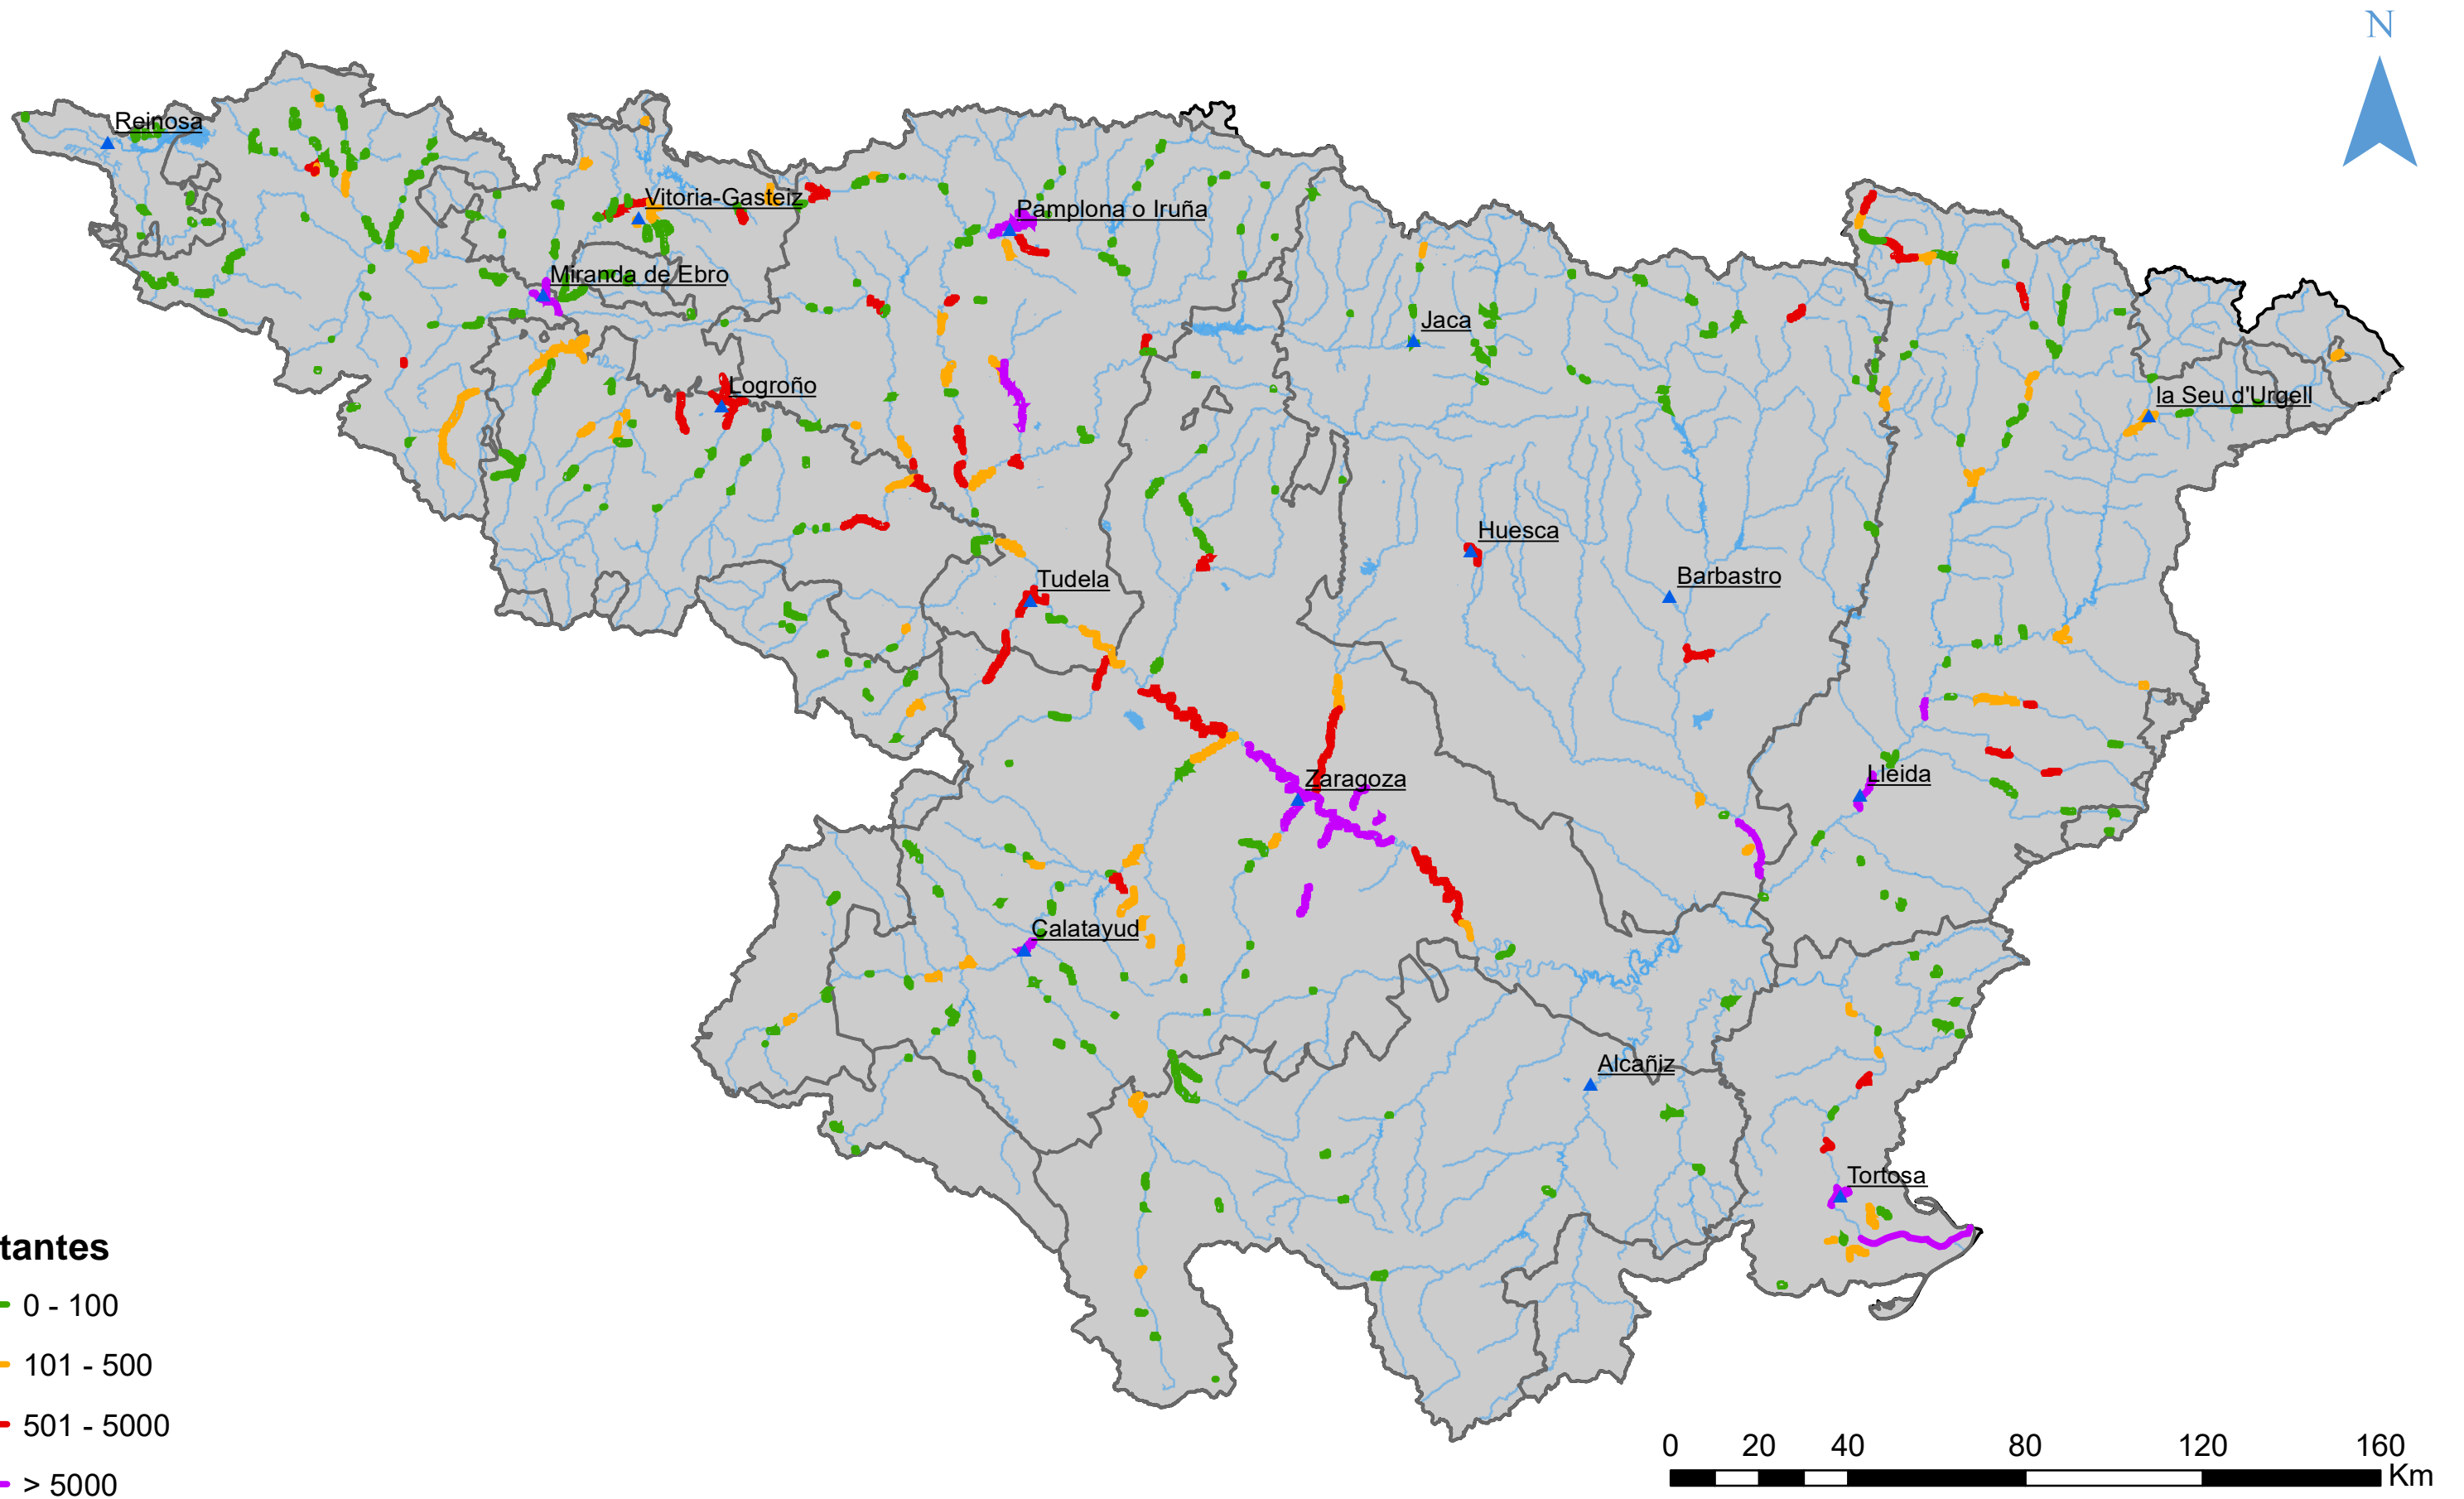 N
Reinosa
Vitoria-Gasteiz
Pamplona o Iruña
Miranda de Ebro
Jaca
Logroño
la Seu d'Urgell
Huesca
Tudela
Barbastro
Zaragoza
Lleida
Calatayud
Alcañiz
Tortosa
tantes
0 - 100
101 - 500
501 - 5000
> 5000
0 20 40 80 120 160
Km